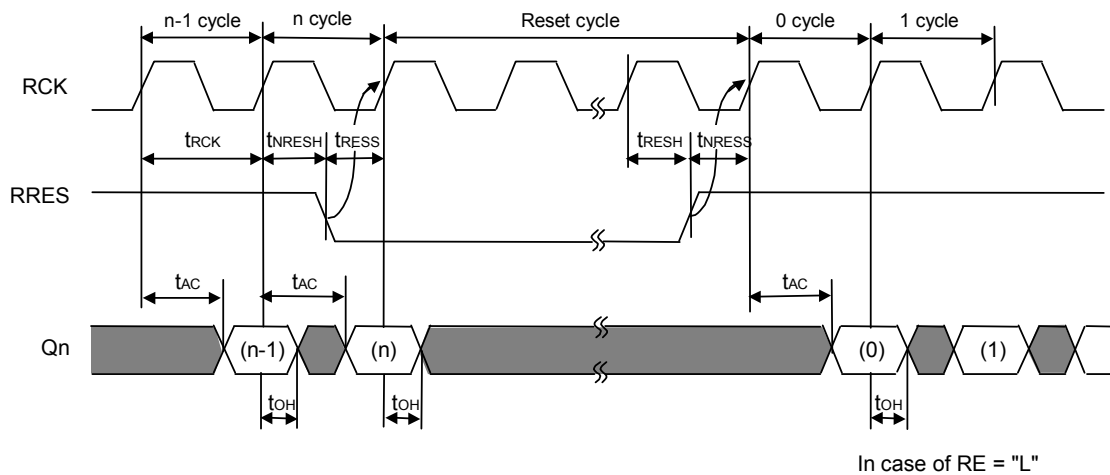 n-1 cycle n cycle Reset cycle 0 cycle 1 cycle
RCK
tRCK tNRESH tRESS tRESH tNRESS
RRES
tAC tAC tAC
Qn (n-1) (n) (0) (1)
tOH tOH tOH
In case of RE = "L"